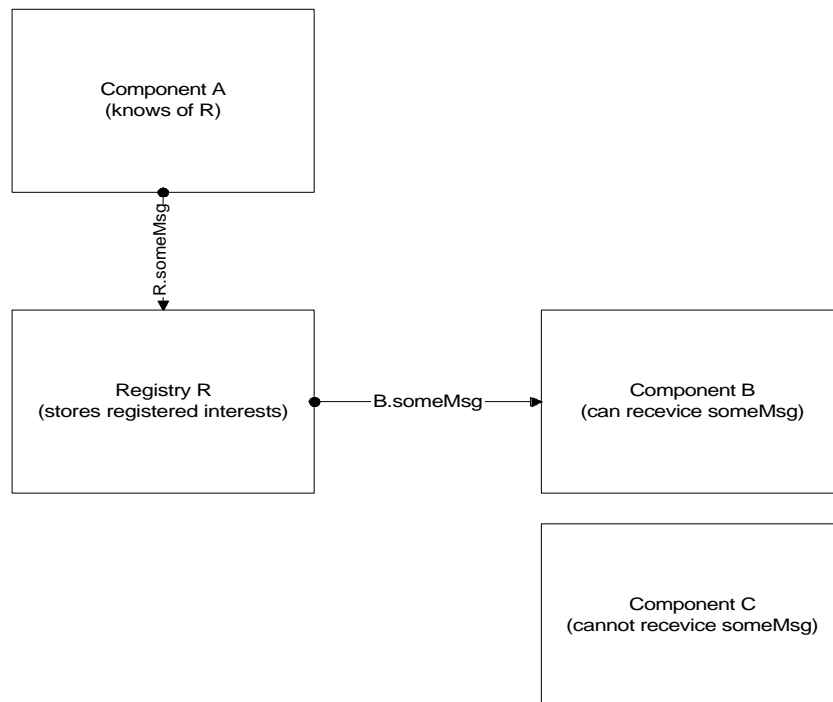 Component A
(knows of R)
R.someMsg
Registry R
(stores registered interests)
B.someMsg
Component B
(can recevice someMsg)
Component C
(cannot recevice someMsg)